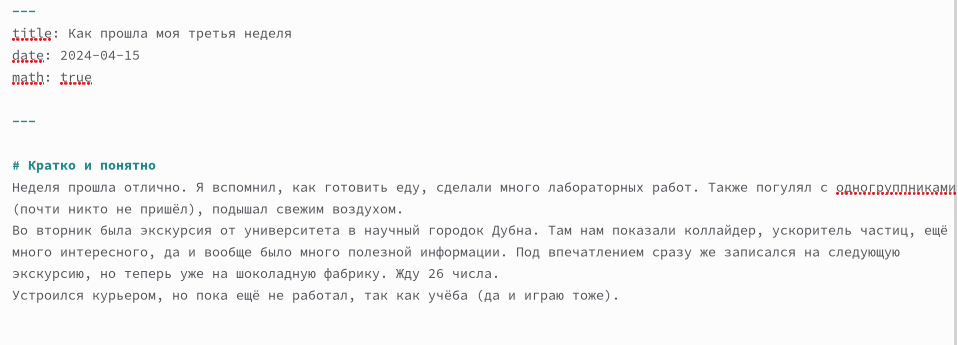 ---
title: Как прошла моя третья неделя
date: 2024-04-15
math: true
---
# Кратко и понятно
Неделя прошла отлично. Я вспомнил, как готовить еду, сделали много лабораторных работ. Также погулял с одногруппниками
(почти никто не пришёл), подышал свежим воздухом.
Во вторник была экскурсия от университета в научный городок Дубна. Там нам показали коллайдер, ускоритель частиц, ещё
много интересного, да и вообще было много полезной информации. Под впечатлением сразу же записался на следующую
экскурсию, но теперь уже на шоколадную фабрику. Жду 26 числа.
Устроился курьером, но пока ещё не работал, так как учёба (да и играю тоже).